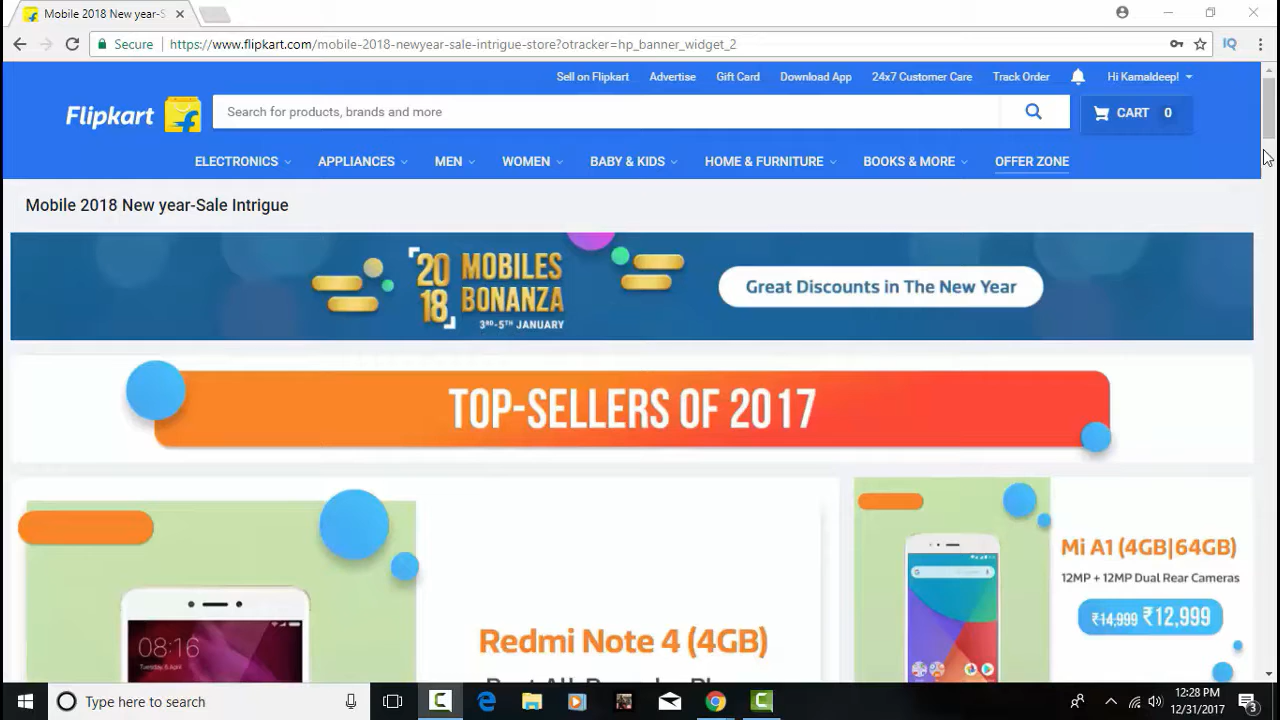 Mobile 2018 New year-S
Secure
https://www.flipkart.com/mobile-2018-newyear-sale-intrigue-store?otracker=hp_banner_widget_2
IQ
Sell on Flipkart Advertise Gift Card Download App 24x7 Customer Care Track Order Hi Kamaldeep!
Flipkart
Search for products, brands and more
CART 0
ELECTRONICS APPLIANCES MEN WOMEN BABY & KIDS HOME & FURNITURE BOOKS & MORE OFFER ZONE
Mobile 2018 New year-Sale Intrigue
20 MOBILES
18 BONANZA
3RD-5TH JANUARY
Great Discounts in The New Year
TOP-SELLERS OF 2017
08:16
Redmi Note 4 (4GB)
Mi A1 (4GB|64GB)
12MP + 12MP Dual Rear Cameras
₹14,999 ₹12,999
Type here to search
12:28 PM
12/31/2017
3